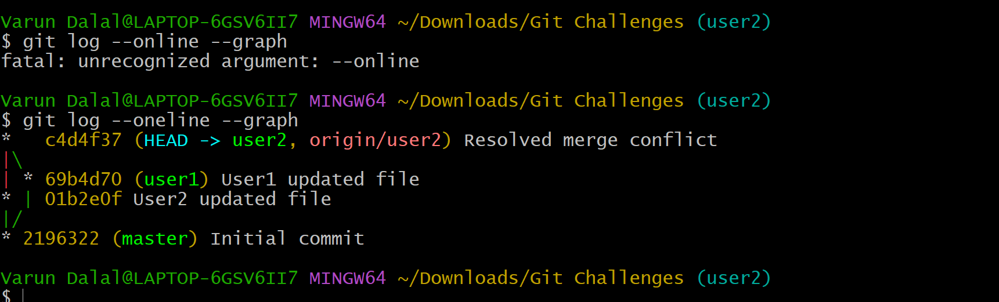 Varun Dalal@LAPTOP-6GSV6II7 MINGW64 ~/Downloads/Git Challenges (user2)
$ git log --online --graph
fatal: unrecognized argument: --online
Varun Dalal@LAPTOP-6GSV6II7 MINGW64 ~/Downloads/Git Challenges (user2)
$ git log --oneline --graph
*   c4d4f37 (HEAD -> user2, origin/user2) Resolved merge conflict
|\
| * 69b4d70 (user1) User1 updated file
* | 01b2e0f User2 updated file
|/
* 2196322 (master) Initial commit
Varun Dalal@LAPTOP-6GSV6II7 MINGW64 ~/Downloads/Git Challenges (user2)
$